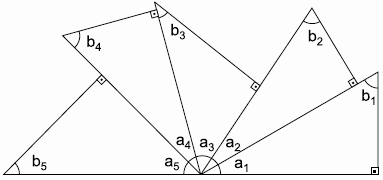 b₄
b₃
b₂
b₁
a₄ a₃ a₂
b₅ a₅ a₁